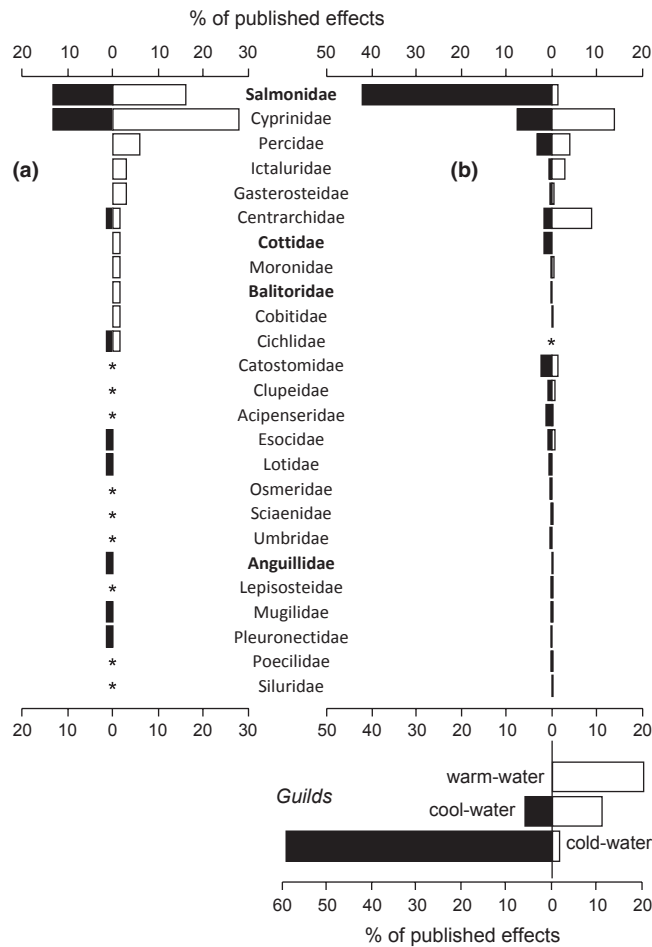 % of published effects
20 10 0 10 20 30 50 40 30 20 10 0 10 20
Salmonidae
Cyprinidae
Percidae
(a) Ictaluridae (b)
Gasterosteidae
Centrarchidae
Cottidae
Moronidae
Balitoridae
Cobitidae
Cichlidae *
* Catostomidae
* Clupeidae
* Acipenseridae
Esocidae
Lotidae
* Osmeridae
* Sciaenidae
* Umbridae
Anguillidae
* Lepisosteidae
Mugilidae
Pleuronectidae
* Poecilidae
* Siluridae
20 10 0 10 20 30 50 40 30 20 10 0 10 20
warm-water
Guilds cool-water
cold-water
60 50 40 30 20 10 0 10 20
% of published effects